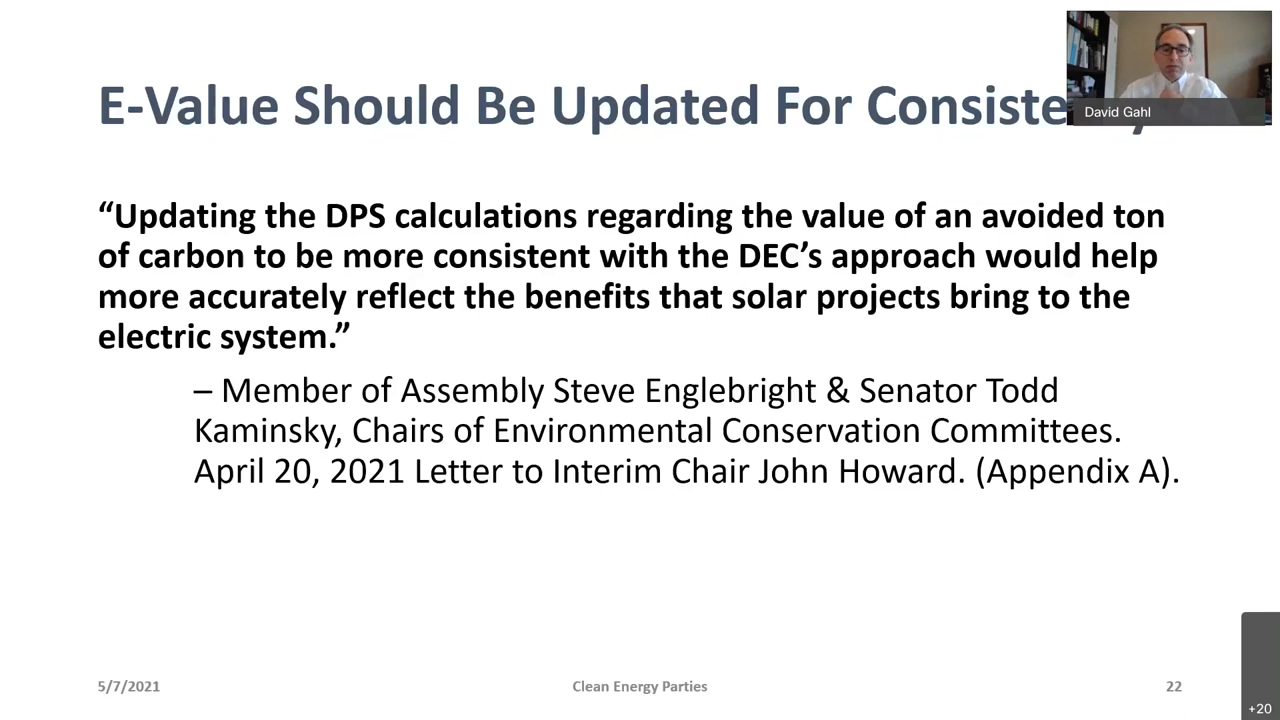 E-Value Should Be Updated For
David Gahl
“Updating the DPS calculations regarding the value of an avoided ton
of carbon to be more consistent with the DEC’s approach would help
more accurately reflect the benefits that solar projects bring to the
electric system.”
– Member of Assembly Steve Englebright & Senator Todd
Kaminsky, Chairs of Environmental Conservation Committees.
April 20, 2021 Letter to Interim Chair John Howard. (Appendix A).
5/7/2021
Clean Energy Parties
22
+20